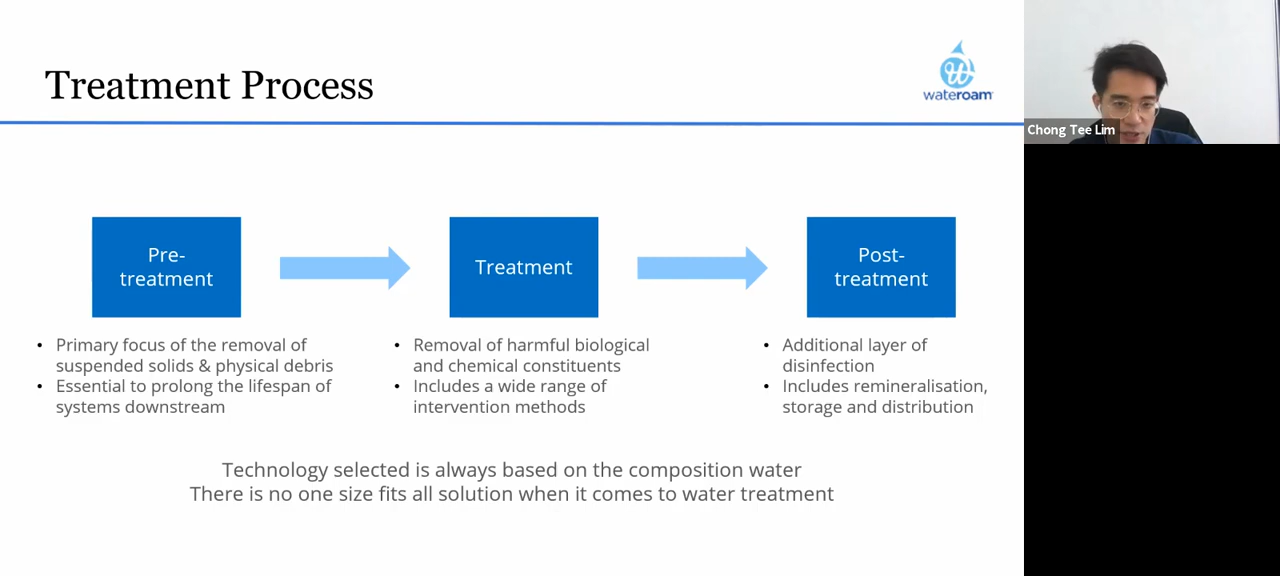 Treatment Process
wateroam
Chong Tee Lim
Pre-
treatment
Treatment
Post-
treatment
• Primary focus of the removal of
suspended solids & physical debris
• Essential to prolong the lifespan of
systems downstream
• Removal of harmful biological
and chemical constituents
• Includes a wide range of
intervention methods
• Additional layer of
disinfection
• Includes remineralisation,
storage and distribution
Technology selected is always based on the composition water
There is no one size fits all solution when it comes to water treatment